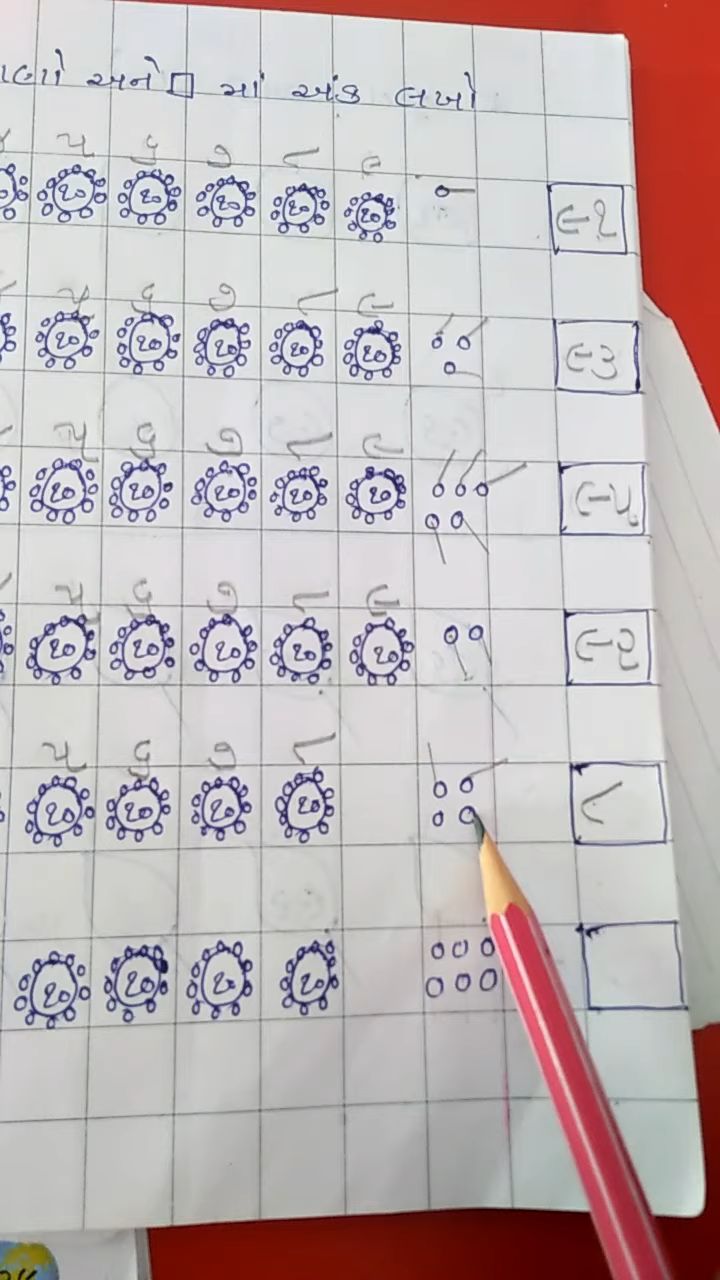 અને □ માં અંક લખો
૫ ૬ ૭ ૮ ૯
૧૦ ૧૦ ૧૦ ૧૦ ૧૦ ૯૧
૫ ૬ ૭ ૮ ૯
૧૦ ૧૦ ૧૦ ૧૦ ૧૦ ૯૩
૫ ૬ ૭ ૮ ૯
૧૦ ૧૦ ૧૦ ૧૦ ૧૦ ૯૫
૫ ૬ ૭ ૮ ૯
૧૦ ૧૦ ૧૦ ૧૦ ૧૦ ૯૨
૫ ૬ ૭ ૮
૧૦ ૧૦ ૧૦ ૧૦ ૮
૧૦ ૧૦ ૧૦ ૧૦